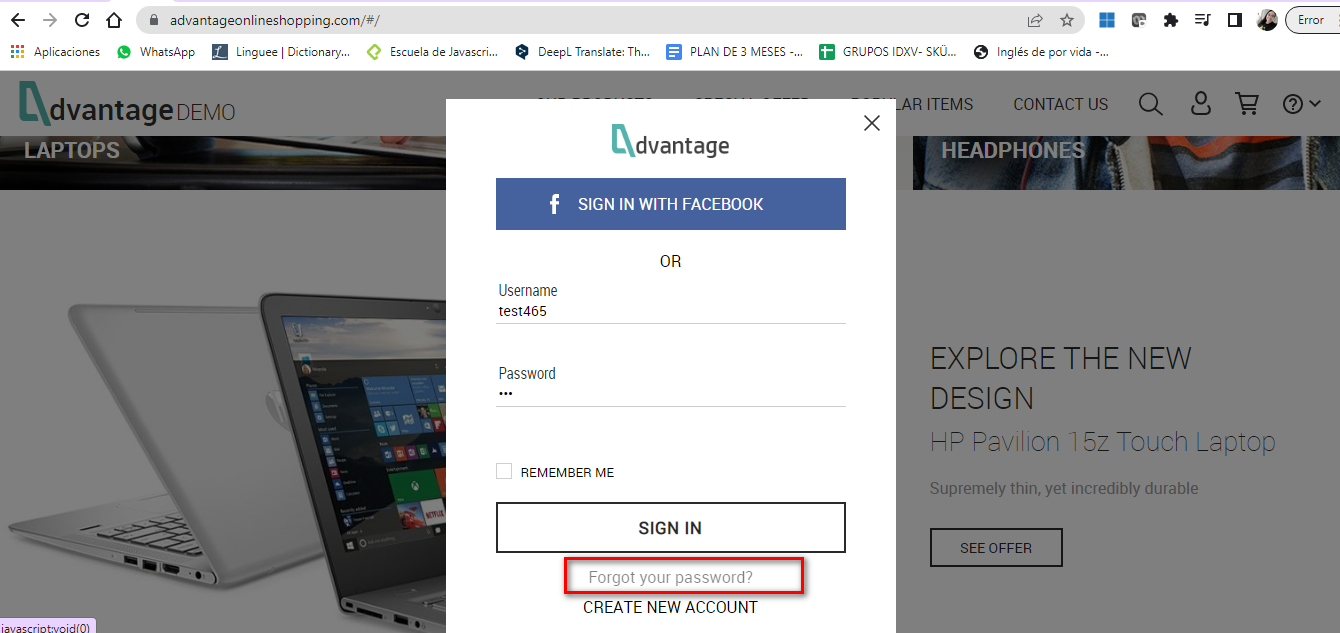 advantageonlineshopping.com/#/
Error
Aplicaciones
WhatsApp
Linguee | Dictionary...
Escuela de Javascri...
DeepL Translate: Th...
PLAN DE 3 MESES -...
GRUPOS IDXV- SKÜ...
Inglés de por vida -...
dvantage DEMO
POPULAR ITEMS
CONTACT US
LAPTOPS
HEADPHONES
dvantage
SIGN IN WITH FACEBOOK
OR
Username
test465
Password
•••
REMEMBER ME
SIGN IN
Forgot your password?
CREATE NEW ACCOUNT
EXPLORE THE NEW
DESIGN
HP Pavilion 15z Touch Laptop
Supremely thin, yet incredibly durable
SEE OFFER
javascript:void(0)